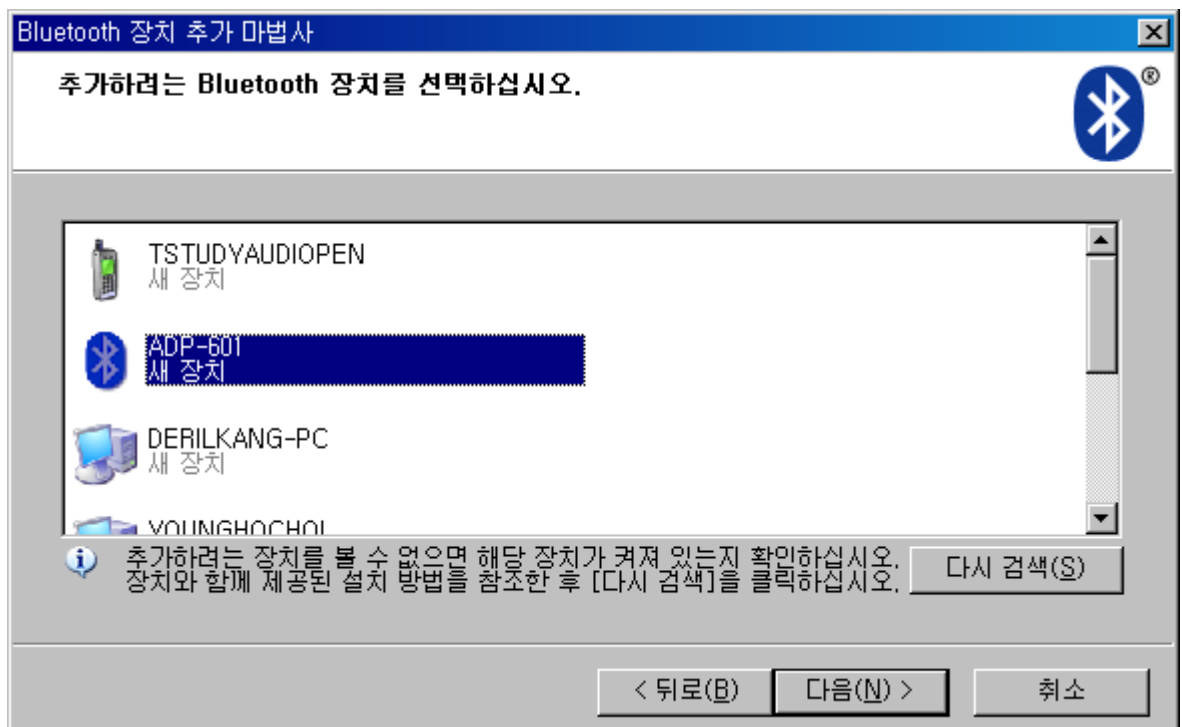 Bluetooth 장치 추가 마법사
추가하려는 Bluetooth 장치를 선택하십시오.
®
TSTUDYAUDIOPEN
새 장치
ADP-601
새 장치
DERILKANG-PC
새 장치
YOUNGHOCHOI
추가하려는 장치를 볼 수 없으면 해당 장치가 켜져 있는지 확인하십시오.
장치와 함께 제공된 설치 방법을 참조한 후 [다시 검색]을 클릭하십시오.
다시 검색(S)
< 뒤로(B)
다음(N) >
취소